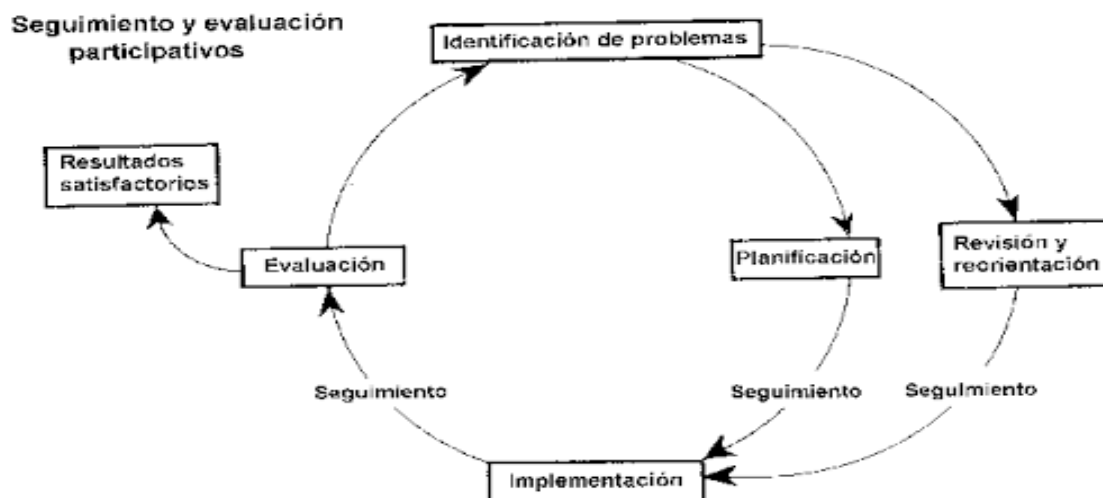 Seguimiento y evaluación
participativos
Identificación de problemas
Resultados
satisfactorios
Evaluación
Planificación
Revisión y
reorientación
Seguimiento
Seguimiento
Seguimiento
Implementación